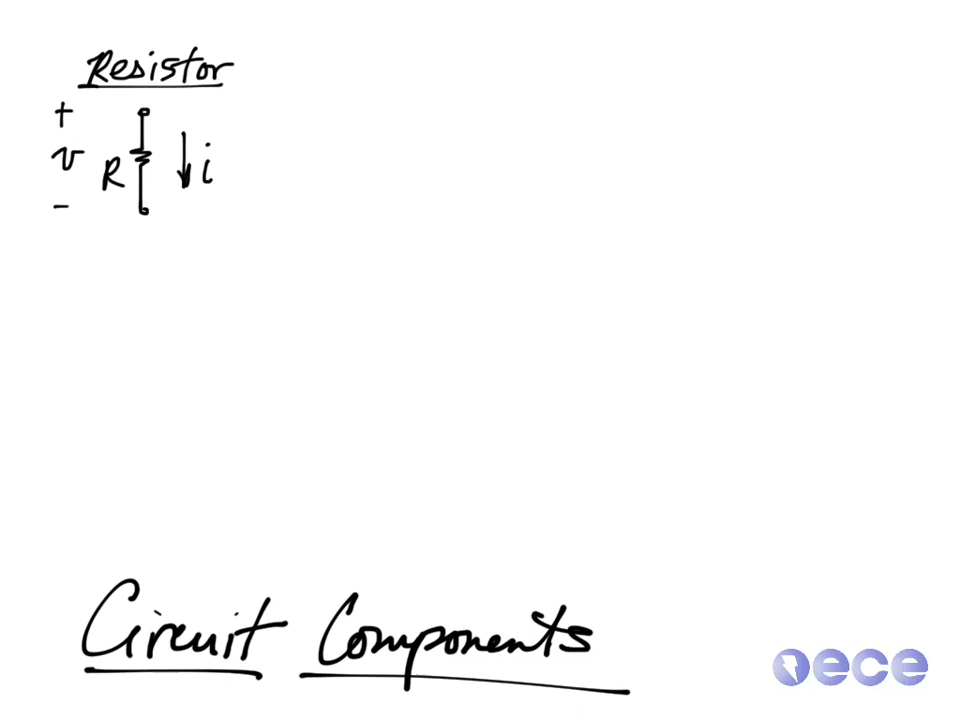 Resistor
+
v R i
-
Circuit Components
ece